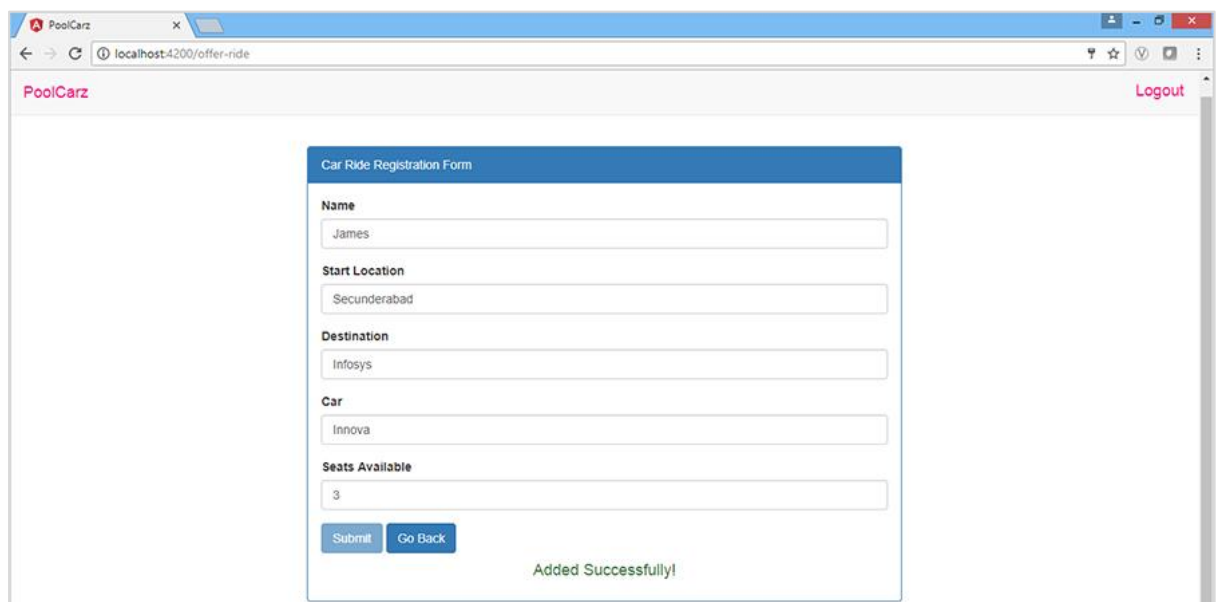 PoolCarz
localhost:4200/offer-ride
PoolCarz
Logout
Car Ride Registration Form
Name
James
Start Location
Secunderabad
Destination
Infosys
Car
Innova
Seats Available
3
Submit Go Back
Added Successfully!